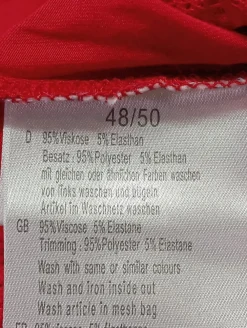 48/50
D 95%Viskose 5%Elasthan
Besatz: 95%Polyester 5%Elasthan
mit gleichen oder ähnlichen Farben waschen
von links waschen und bügeln
Artikel im Waschnetz waschen
GB 95%Viscose 5%Elastane
Trimming: 95%Polyester 5%Elastane
Wash with same or similar colours
Wash and iron inside out
Wash article in mesh bag